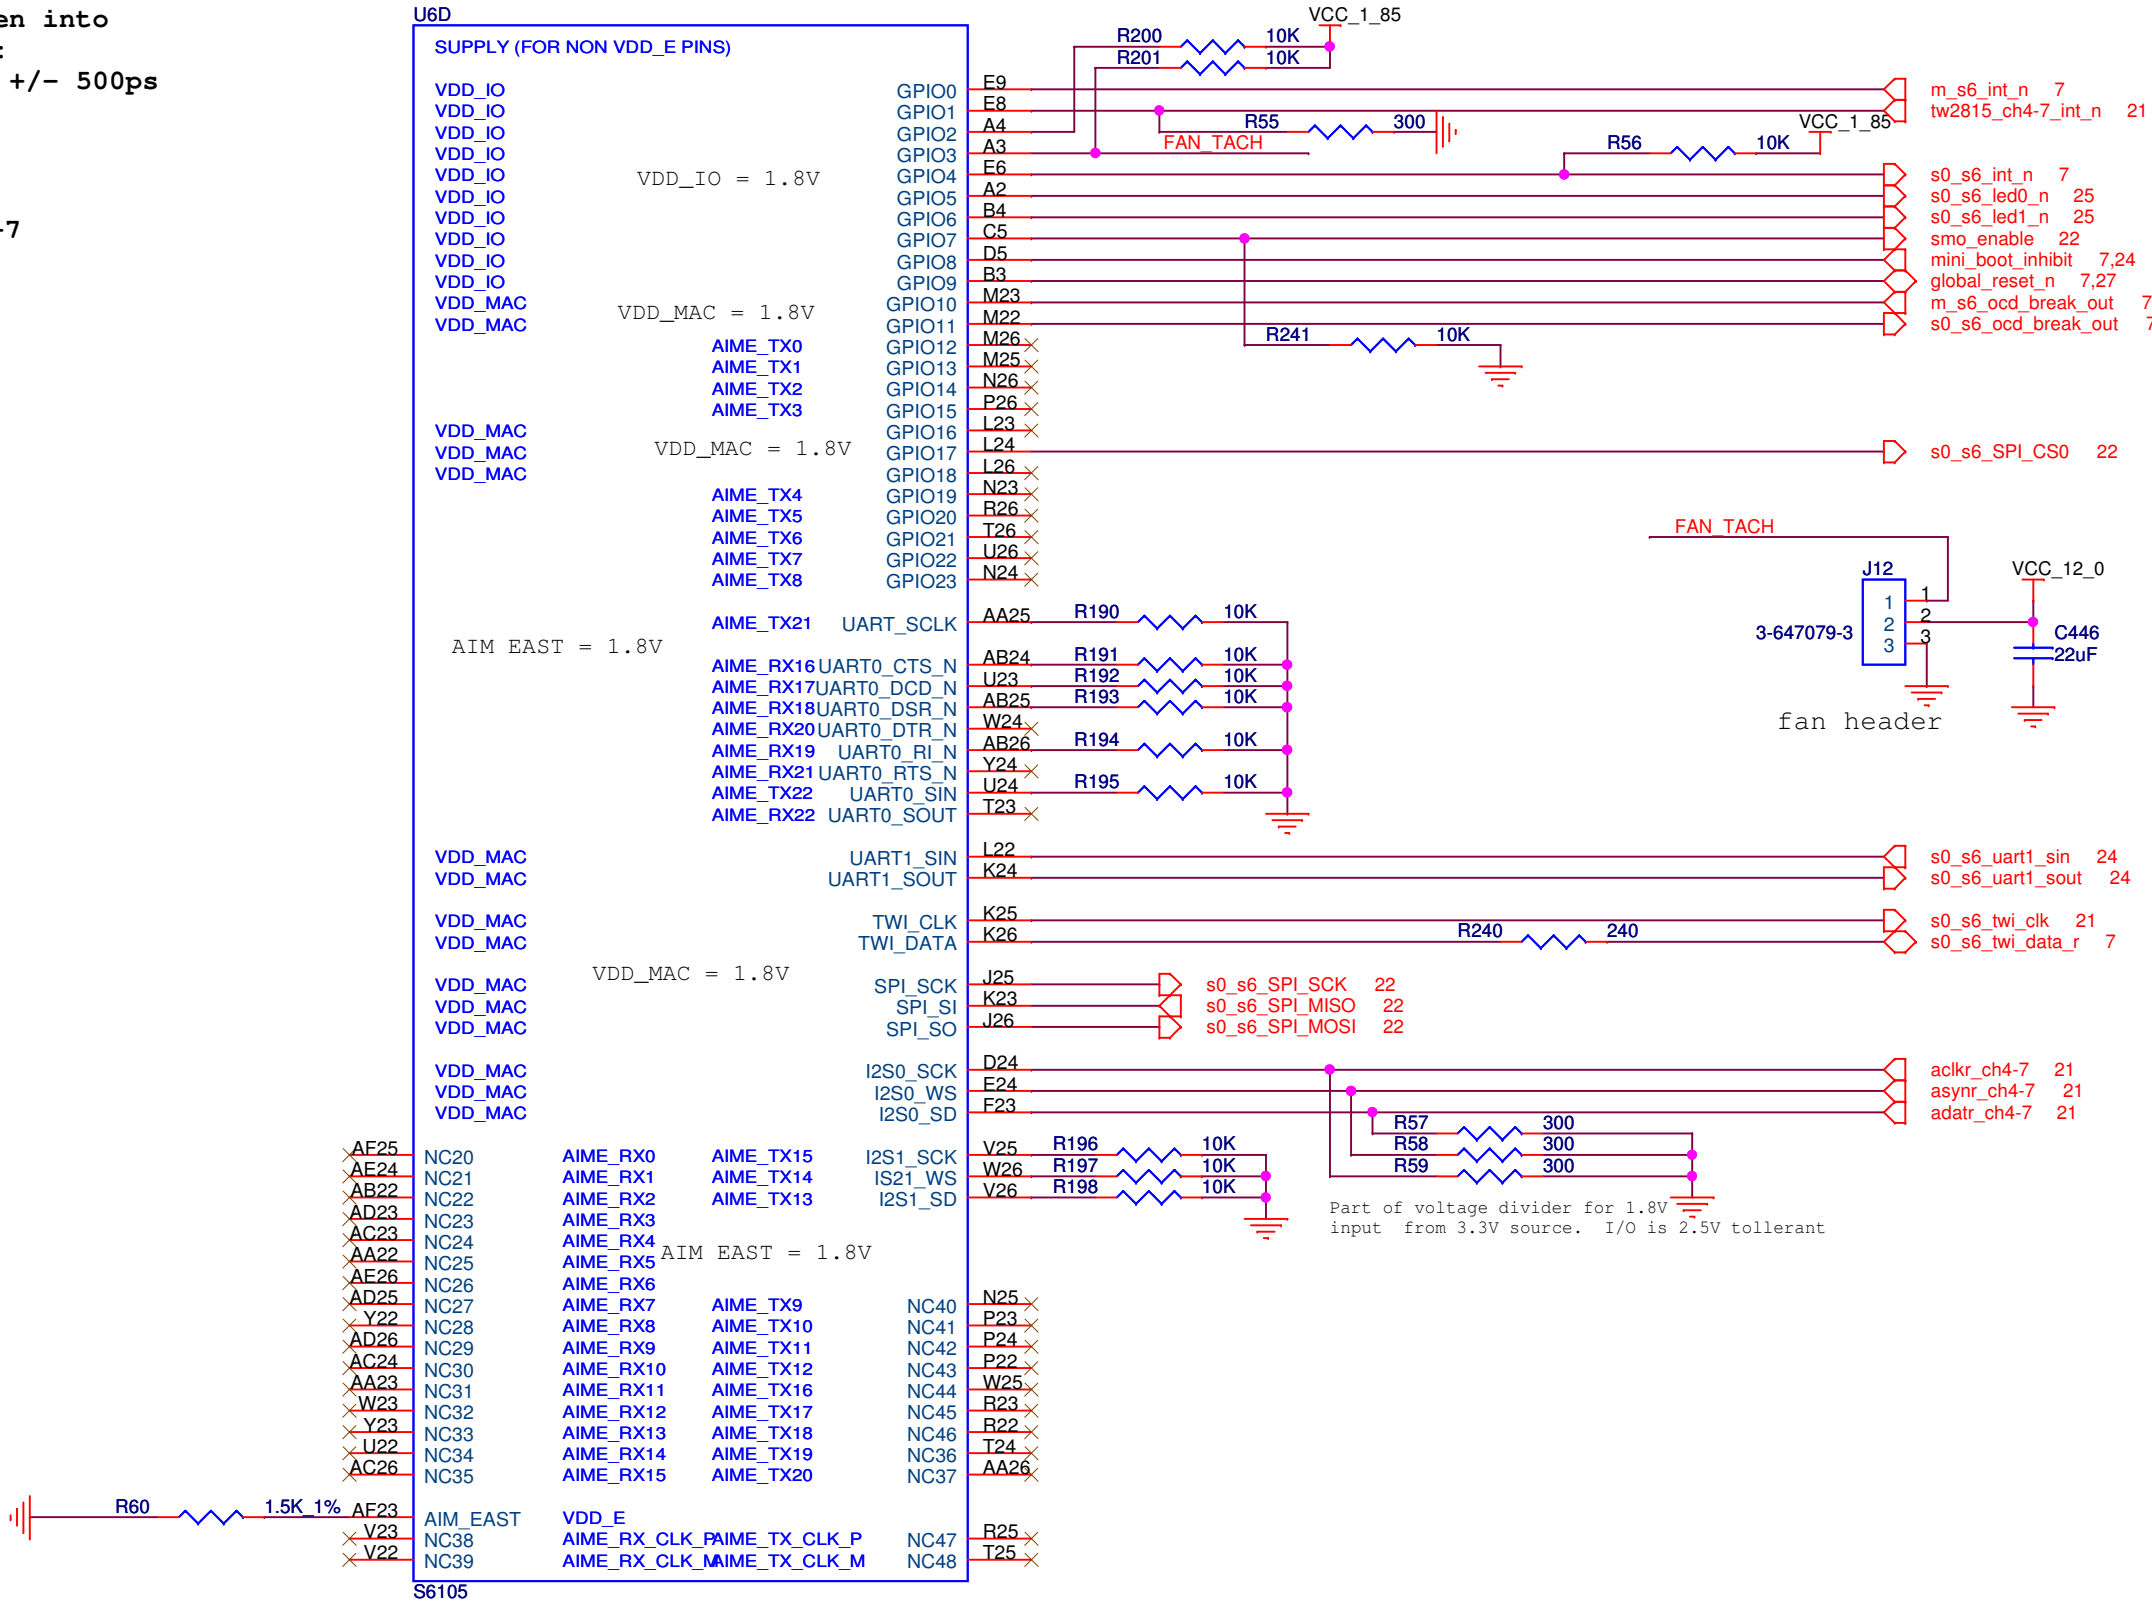 en into
:
+/- 500ps
-7
U6D
SUPPLY (FOR NON VDD_E PINS)
VCC_1_85
R200 10K
R201 10K
VDD_IO GPIO0 E9 m_s6_int_n 7
VDD_IO GPIO1 E8 tw2815_ch4-7_int_n 21
VDD_IO GPIO2 A4 R55 300 VCC_1_85
VDD_IO GPIO3 A3 FAN_TACH R56 10K
VDD_IO VDD_IO = 1.8V GPIO4 E6 s0_s6_int_n 7
VDD_IO GPIO5 A2 s0_s6_led0_n 25
VDD_IO GPIO6 B4 s0_s6_led1_n 25
VDD_IO GPIO7 C5 smo_enable 22
VDD_IO GPIO8 D5 mini_boot_inhibit 7,24
VDD_IO GPIO9 B3 global_reset_n 7,27
VDD_MAC VDD_MAC = 1.8V GPIO10 M23 m_s6_ocd_break_out 7
VDD_MAC GPIO11 M22 s0_s6_ocd_break_out 7
AIME_TX0 GPIO12 M26 R241 10K
AIME_TX1 GPIO13 M25
AIME_TX2 GPIO14 N26
AIME_TX3 GPIO15 P26
VDD_MAC GPIO16 L23
VDD_MAC VDD_MAC = 1.8V GPIO17 L24 s0_s6_SPI_CS0 22
VDD_MAC GPIO18 L26
AIME_TX4 GPIO19 N23
AIME_TX5 GPIO20 R26
AIME_TX6 GPIO21 T26
AIME_TX7 GPIO22 U26
AIME_TX8 GPIO23 N24
FAN_TACH
J12 VCC_12_0
1 1
2 2
3 3
3-647079-3 C446
22uF
fan header
AIME_TX21 UART_SCLK AA25 R190 10K
AIM EAST = 1.8V
AIME_RX16 UART0_CTS_N AB24 R191 10K
AIME_RX17 UART0_DCD_N U23 R192 10K
AIME_RX18 UART0_DSR_N AB25 R193 10K
AIME_RX20 UART0_DTR_N W24
AIME_RX19 UART0_RI_N AB26 R194 10K
AIME_RX21 UART0_RTS_N Y24
AIME_TX22 UART0_SIN U24 R195 10K
AIME_RX22 UART0_SOUT T23
VDD_MAC UART1_SIN L22 s0_s6_uart1_sin 24
VDD_MAC UART1_SOUT K24 s0_s6_uart1_sout 24
VDD_MAC TWI_CLK K25 s0_s6_twi_clk 21
VDD_MAC TWI_DATA K26 R240 240 s0_s6_twi_data_r 7
VDD_MAC = 1.8V
VDD_MAC SPI_SCK J25 s0_s6_SPI_SCK 22
VDD_MAC SPI_SI K23 s0_s6_SPI_MISO 22
VDD_MAC SPI_SO J26 s0_s6_SPI_MOSI 22
VDD_MAC I2S0_SCK D24 aclkr_ch4-7 21
VDD_MAC I2S0_WS E24 asynr_ch4-7 21
VDD_MAC I2S0_SD F23 adatr_ch4-7 21
R57 300
R58 300
R59 300
Part of voltage divider for 1.8V
input from 3.3V source. I/O is 2.5V tollerant
AF25 NC20 AIME_RX0 AIME_TX15 I2S1_SCK V25 R196 10K
AE24 NC21 AIME_RX1 AIME_TX14 IS21_WS W26 R197 10K
AB22 NC22 AIME_RX2 AIME_TX13 I2S1_SD V26 R198 10K
AD23 NC23 AIME_RX3
AC23 NC24 AIME_RX4
AA22 NC25 AIME_RX5 AIM EAST = 1.8V
AE26 NC26 AIME_RX6
AD25 NC27 AIME_RX7 AIME_TX9 NC40 N25
Y22 NC28 AIME_RX8 AIME_TX10 NC41 P23
AD26 NC29 AIME_RX9 AIME_TX11 NC42 P24
AC24 NC30 AIME_RX10 AIME_TX12 NC43 P22
AA23 NC31 AIME_RX11 AIME_TX16 NC44 W25
W23 NC32 AIME_RX12 AIME_TX17 NC45 R23
Y23 NC33 AIME_RX13 AIME_TX18 NC46 R22
U22 NC34 AIME_RX14 AIME_TX19 NC36 T24
AC26 NC35 AIME_RX15 AIME_TX20 NC37 AA26
R60 1.5K_1% AF23 AIM_EAST VDD_E
V23 NC38 AIME_RX_CLK_P AIME_TX_CLK_P NC47 R25
V22 NC39 AIME_RX_CLK_M AIME_TX_CLK_M NC48 T25
S6105